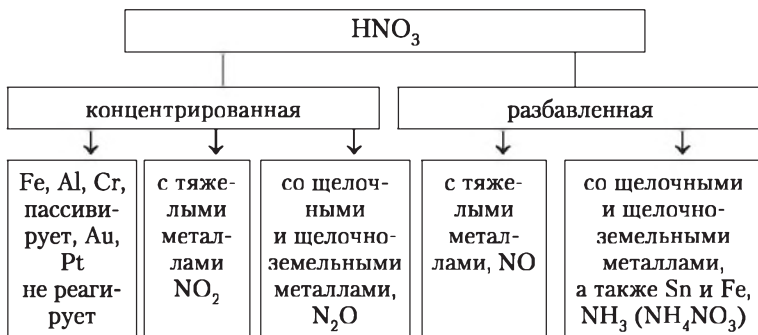 HNO₃
концентрированная
разбавленная
Fe, Al, Cr,
пассиви-
рует, Au,
Pt
не реаги-
рует
с тяже-
лыми
метал-
лами
NO₂
со щелоч-
ными
и щелочно-
земельными
металлами,
N₂O
с тяже-
лыми
метал-
лами, NO
со щелочными
и щелочно-
земельными
металлами,
а также Sn и Fe,
NH₃ (NH₄NO₃)